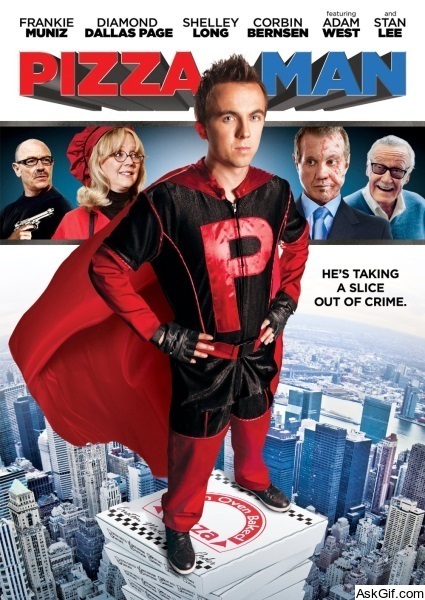 FRANKIE MUNIZ
DIAMOND DALLAS PAGE
SHELLEY LONG
CORBIN BERNSEN
featuring ADAM WEST
and STAN LEE
PIZZA MAN
HE'S TAKING
A SLICE
OUT OF CRIME.
P
Oven Baked
Pizza
AskGif.com